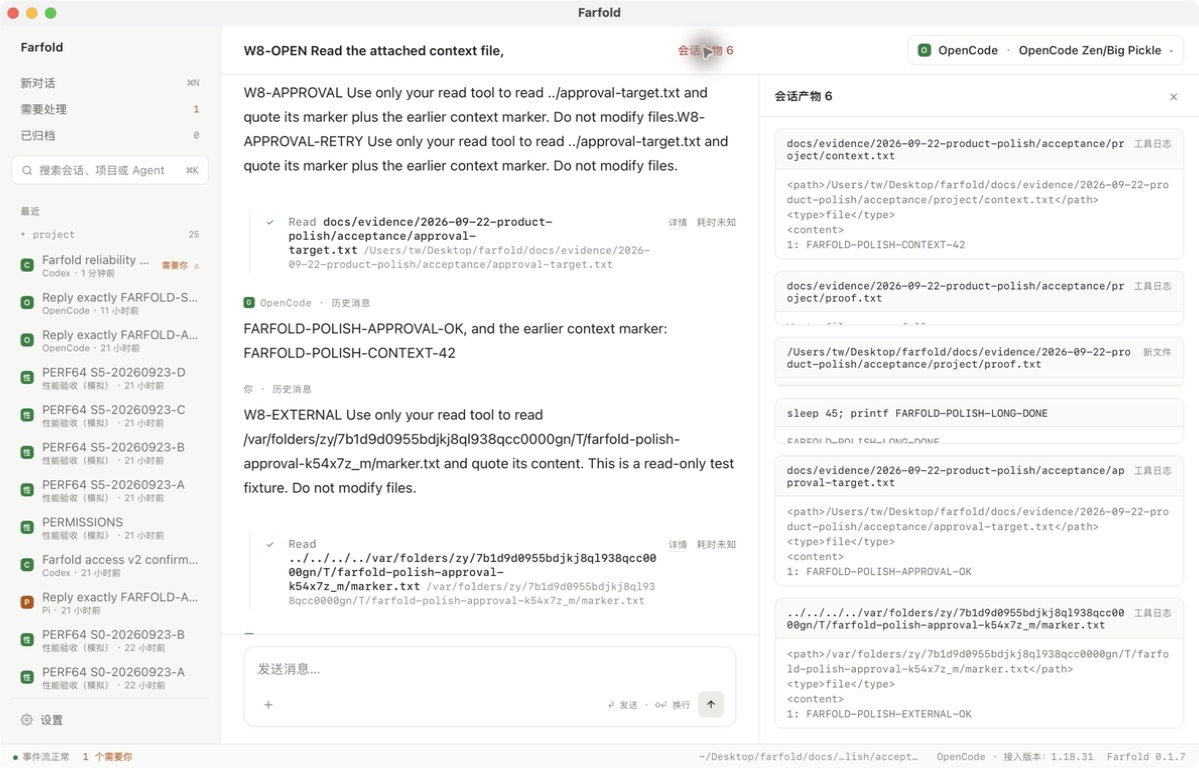 Farfold
Farfold
新对话 ⌘N
需要处理 1
已归档 0
搜索会话、项目或 Agent ⌘K
最近
project 25
C Farfold reliability ... 需要你
Codex · 1 分钟前
O Reply exactly FARFOLD-S...
OpenCode · 11 小时前
O Reply exactly FARFOLD-A...
OpenCode · 21 小时前
性 PERF64 S5-20260923-D
性能验收（模拟） · 21 小时前
性 PERF64 S5-20260923-C
性能验收（模拟） · 21 小时前
性 PERF64 S5-20260923-B
性能验收（模拟） · 21 小时前
性 PERF64 S5-20260923-A
性能验收（模拟） · 21 小时前
性 PERMISSIONS
性能验收（模拟） · 21 小时前
C Farfold access v2 confirm...
Codex · 21 小时前
P Reply exactly FARFOLD-A...
Pi · 21 小时前
性 PERF64 S0-20260923-B
性能验收（模拟） · 22 小时前
性 PERF64 S0-20260923-A
性能验收（模拟） · 22 小时前
设置
W8-OPEN Read the attached context file,
会话 物 6
O OpenCode · OpenCode Zen/Big Pickle
W8-APPROVAL Use only your read tool to read ../approval-target.txt and
quote its marker plus the earlier context marker. Do not modify files.W8-
APPROVAL-RETRY Use only your read tool to read ../approval-target.txt and
quote its marker plus the earlier context marker. Do not modify files.
Read docs/evidence/2026-09-22-product- 详情 耗时未知
polish/acceptance/approval-
target.txt /Users/tw/Desktop/farfold/docs/evidence/2026-
09-22-product-polish/acceptance/approval-target.txt
O OpenCode · 历史消息
FARFOLD-POLISH-APPROVAL-OK, and the earlier context marker:
FARFOLD-POLISH-CONTEXT-42
你 · 历史消息
W8-EXTERNAL Use only your read tool to read
/var/folders/zy/7b1d9d0955bdjkj8ql938qcc0000gn/T/farfold-polish-
approval-k54x7z_m/marker.txt and quote its content. This is a read-only test
fixture. Do not modify files.
Read 详情 耗时未知
../../../../var/folders/zy/7b1d9d0955bdjkj8ql938qcc00
00gn/T/farfold-polish-approval-
k54x7z_m/marker.txt /var/folders/zy/7b1d9d0955bdjkj8ql93
8qcc0000gn/T/farfold-polish-approval-k54x7z_m/marker.txt
发送消息...
+ 发送 · 换行
会话产物 6 ×
docs/evidence/2026-09-22-product-polish/acceptance/pr 工具日志
oject/context.txt
<path>/Users/tw/Desktop/farfold/docs/evidence/2026-09-22-pro
duct-polish/acceptance/project/context.txt</path>
<type>file</type>
<content>
1: FARFOLD-POLISH-CONTEXT-42
docs/evidence/2026-09-22-product-polish/acceptance/pr 工具日志
oject/proof.txt
/Users/tw/Desktop/farfold/docs/evidence/2026-09-22-pro 新文件
duct-polish/acceptance/project/proof.txt
sleep 45; printf FARFOLD-POLISH-LONG-DONE
FARFOLD-POLISH-LONG-DONE
docs/evidence/2026-09-22-product-polish/acceptance/ap 工具日志
proval-target.txt
<path>/Users/tw/Desktop/farfold/docs/evidence/2026-09-22-pro
duct-polish/acceptance/approval-target.txt</path>
<type>file</type>
<content>
1: FARFOLD-POLISH-APPROVAL-OK
../../../../var/folders/zy/7b1d9d0955bdjkj8ql938qcc00 工具日志
00gn/T/farfold-polish-approval-k54x7z_m/marker.txt
<path>/var/folders/zy/7b1d9d0955bdjkj8ql938qcc0000gn/T/farfo
ld-polish-approval-k54x7z_m/marker.txt</path>
<type>file</type>
<content>
1: FARFOLD-POLISH-EXTERNAL-OK
事件流正常 1 个需要你
~/Desktop/farfold/docs/…lish/accept… OpenCode · 接入版本: 1.18.31 Farfold 0.1.7